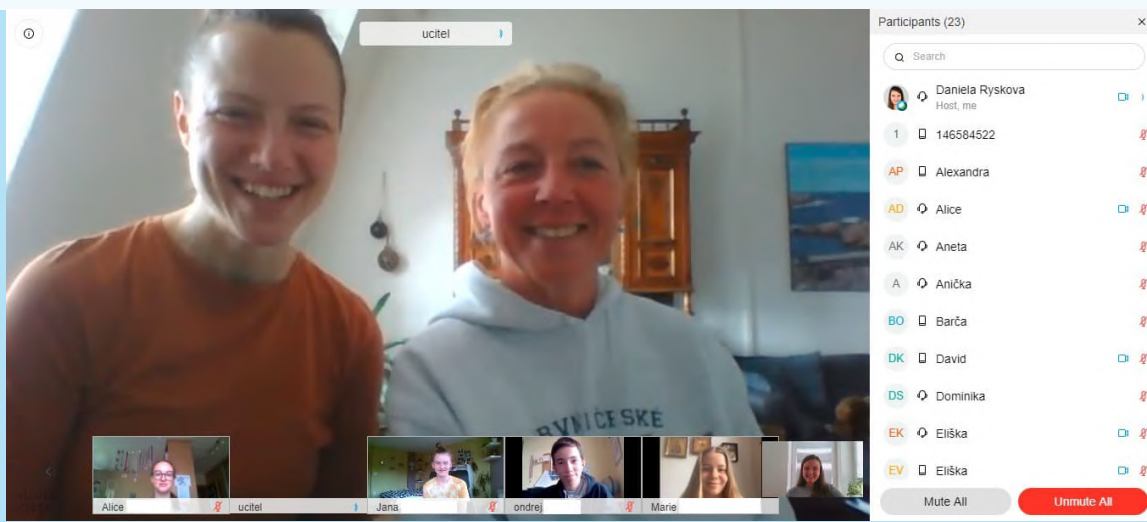 ucitel
Participants (23)
Search
Daniela Ryskova
Host, me
1 146584522
AP Alexandra
AD Alice
AK Aneta
A Anička
BO Barča
DK David
DS Dominika
EK Eliška
EV Eliška
Mute All
Unmute All
Alice
ucitel
Jana
ondrej
Marie